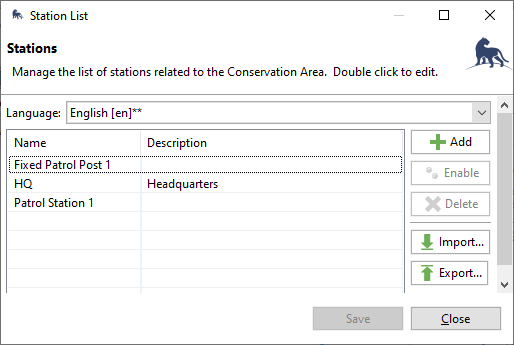 Station List
Stations
Manage the list of stations related to the Conservation Area.  Double click to edit.
Language: English [en]**
Name Description
Fixed Patrol Post 1
HQ Headquarters
Patrol Station 1
Add
Enable
Delete
Import...
Export...
Save Close